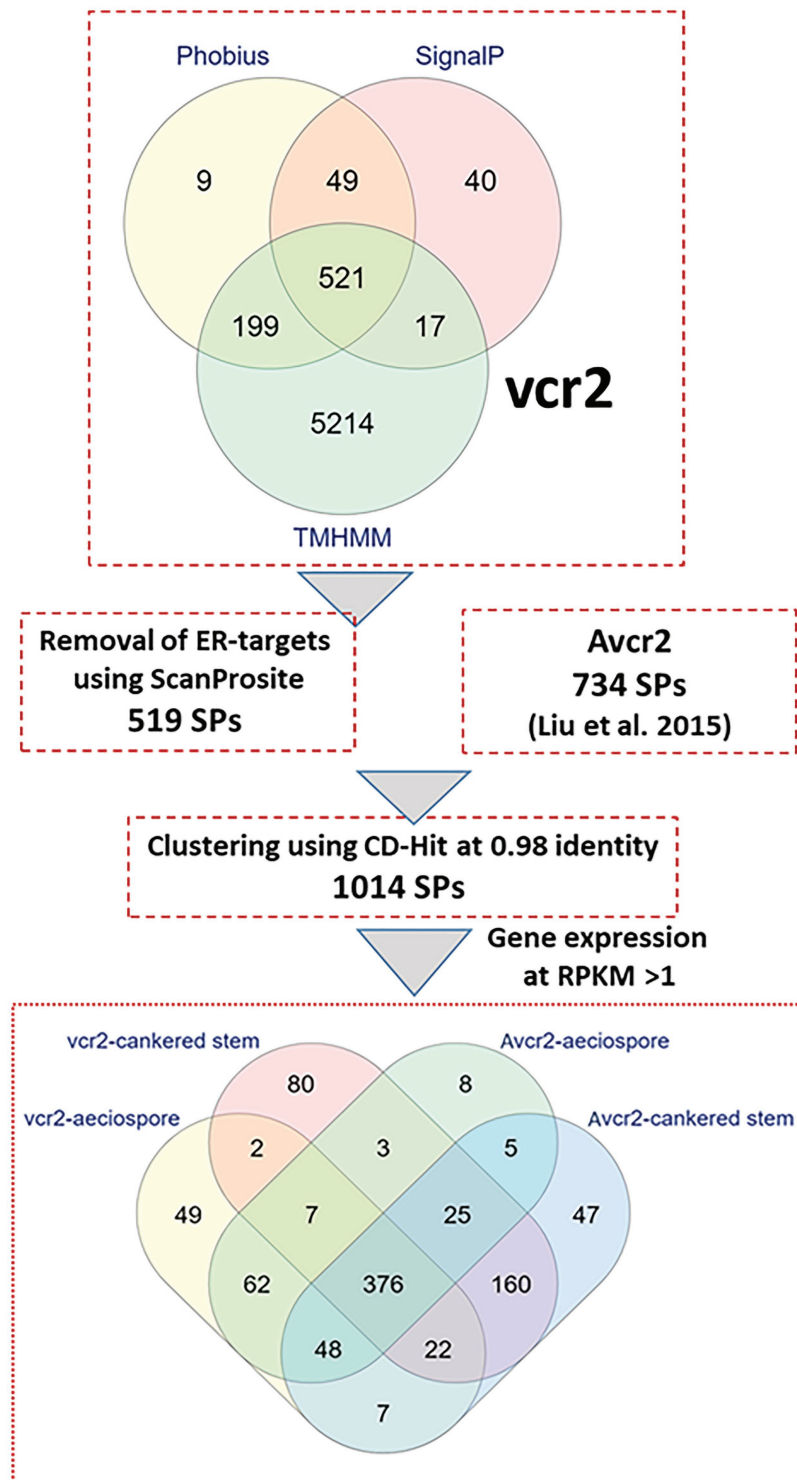 Phobius
SignalP
9
49
40
521
199
17
vcr2
5214
TMHMM
Removal of ER-targets
using ScanProsite
519 SPs
Avcr2
734 SPs
(Liu et al. 2015)
Clustering using CD-Hit at 0.98 identity
1014 SPs
Gene expression
at RPKM >1
vcr2-cankered stem
Avcr2-aeciospore
vcr2-aeciospore
Avcr2-cankered stem
80
8
2
3
5
49
7
25
47
62
376
160
48
22
7